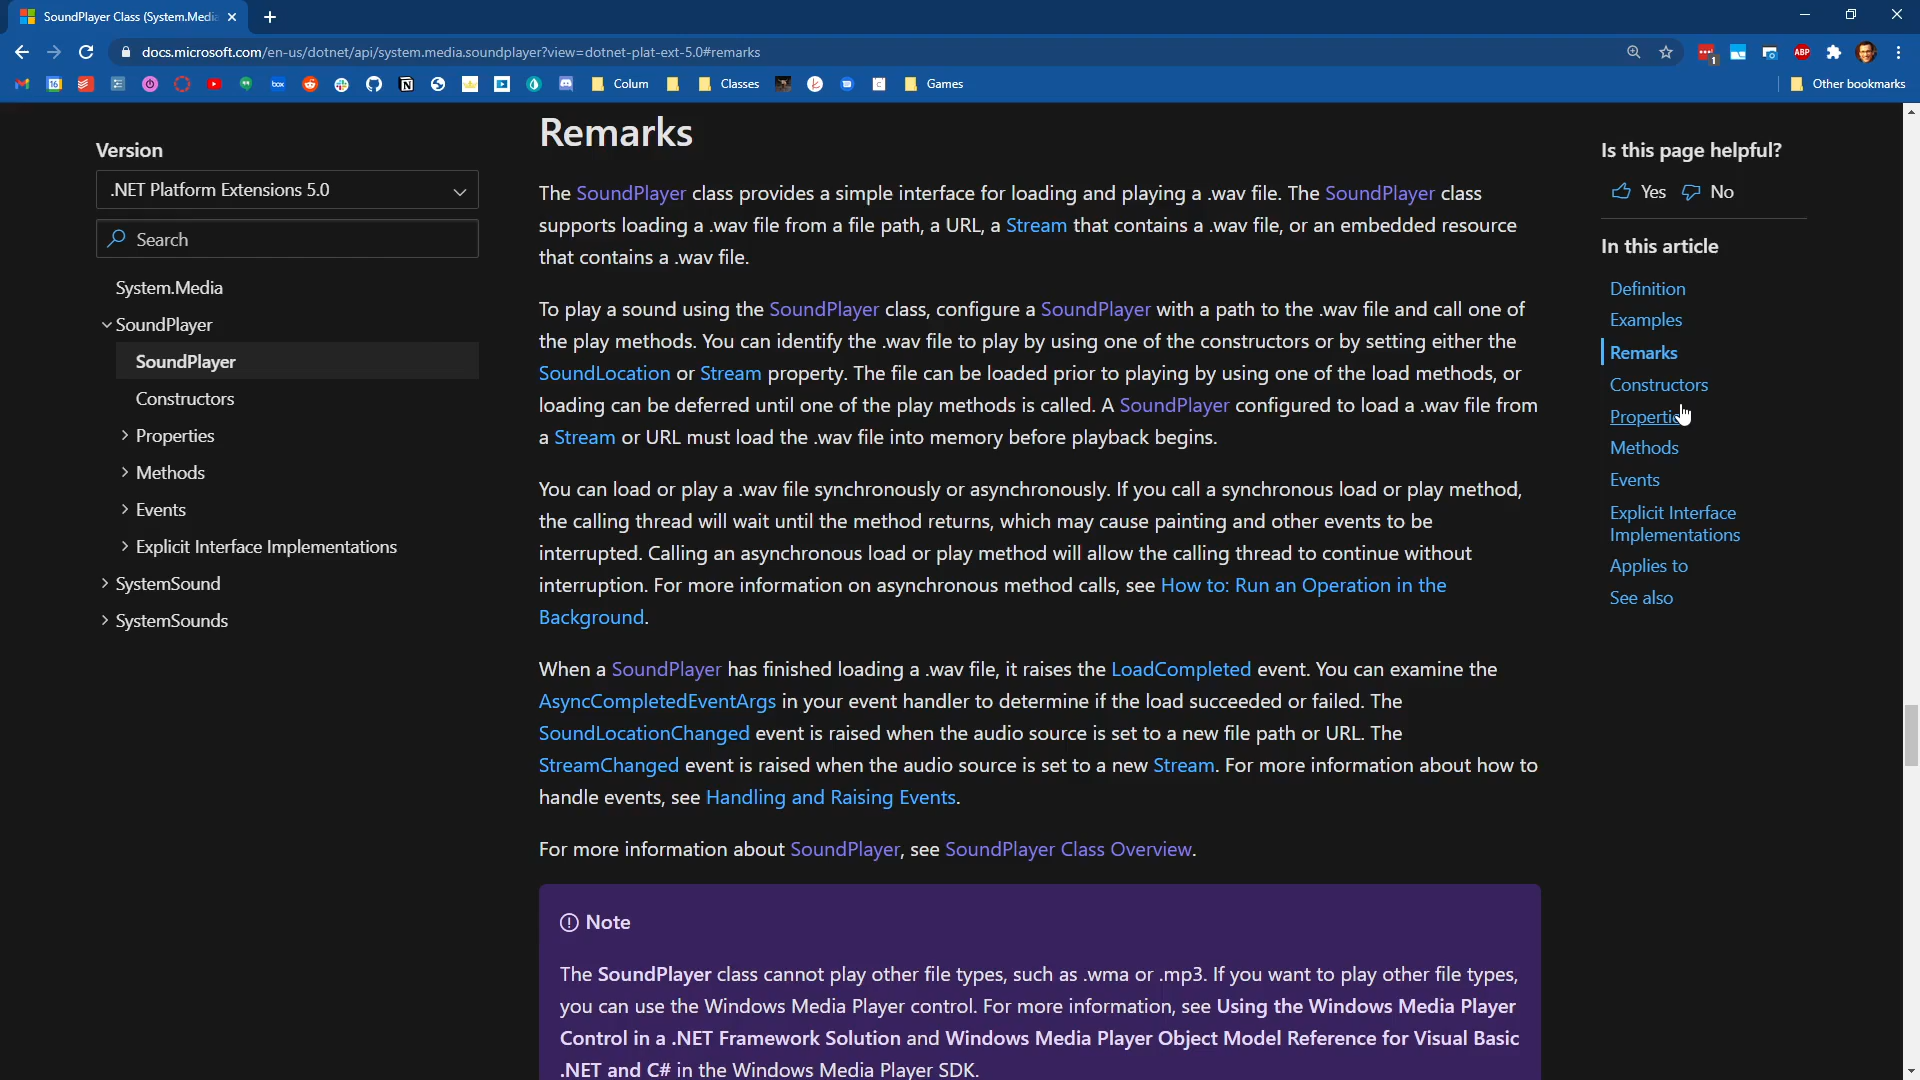 SoundPlayer Class (System.Media
docs.microsoft.com/en-us/dotnet/api/system.media.soundplayer?view=dotnet-plat-ext-5.0#remarks
1
ABP
16
box
Colum
Classes
Games
Other bookmarks
Version
.NET Platform Extensions 5.0
Search
System.Media
SoundPlayer
SoundPlayer
Constructors
Properties
Methods
Events
Explicit Interface Implementations
SystemSound
SystemSounds
Remarks
The SoundPlayer class provides a simple interface for loading and playing a .wav file. The SoundPlayer class
supports loading a .wav file from a file path, a URL, a Stream that contains a .wav file, or an embedded resource
that contains a .wav file.
To play a sound using the SoundPlayer class, configure a SoundPlayer with a path to the .wav file and call one of
the play methods. You can identify the .wav file to play by using one of the constructors or by setting either the
SoundLocation or Stream property. The file can be loaded prior to playing by using one of the load methods, or
loading can be deferred until one of the play methods is called. A SoundPlayer configured to load a .wav file from
a Stream or URL must load the .wav file into memory before playback begins.
You can load or play a .wav file synchronously or asynchronously. If you call a synchronous load or play method,
the calling thread will wait until the method returns, which may cause painting and other events to be
interrupted. Calling an asynchronous load or play method will allow the calling thread to continue without
interruption. For more information on asynchronous method calls, see How to: Run an Operation in the
Background.
When a SoundPlayer has finished loading a .wav file, it raises the LoadCompleted event. You can examine the
AsyncCompletedEventArgs in your event handler to determine if the load succeeded or failed. The
SoundLocationChanged event is raised when the audio source is set to a new file path or URL. The
StreamChanged event is raised when the audio source is set to a new Stream. For more information about how to
handle events, see Handling and Raising Events.
For more information about SoundPlayer, see SoundPlayer Class Overview.
Note
The SoundPlayer class cannot play other file types, such as .wma or .mp3. If you want to play other file types,
you can use the Windows Media Player control. For more information, see Using the Windows Media Player
Control in a .NET Framework Solution and Windows Media Player Object Model Reference for Visual Basic
.NET and C# in the Windows Media Player SDK.
Is this page helpful?
Yes No
In this article
Definition
Examples
Remarks
Constructors
Properti
Methods
Events
Explicit Interface
Implementations
Applies to
See also